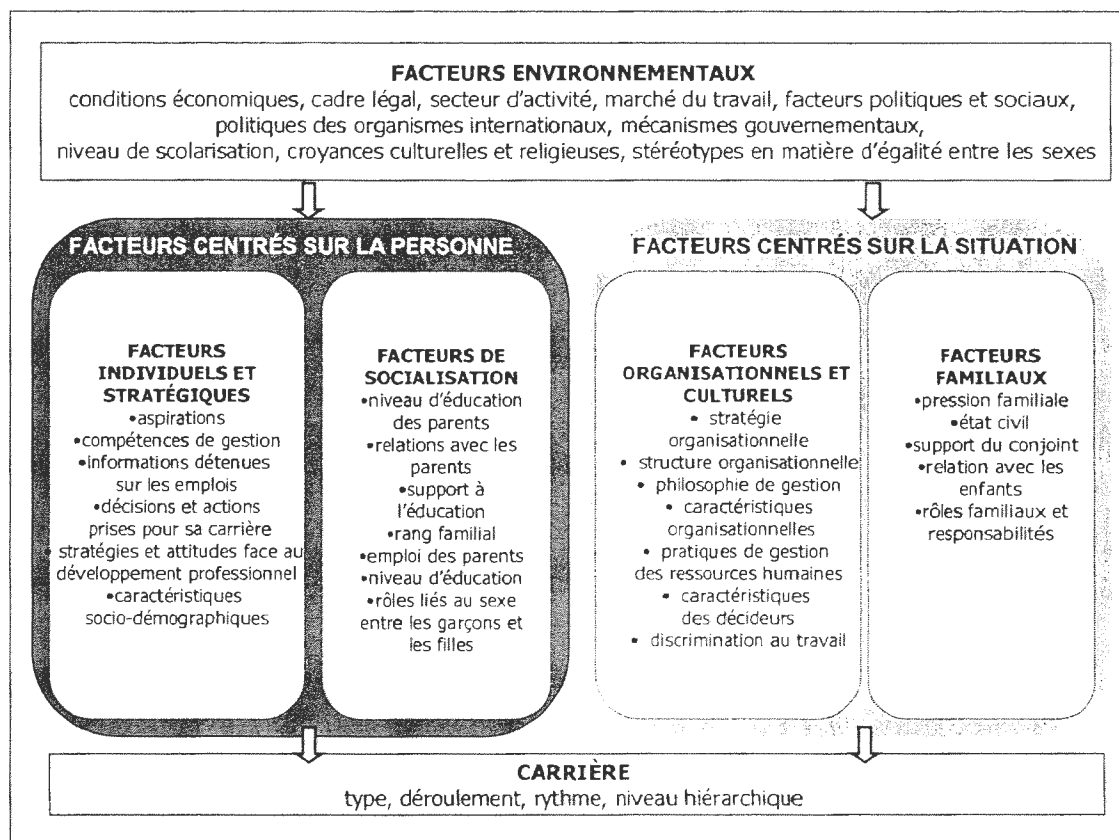 FACTEURS ENVIRONNEMENTAUX
conditions économiques, cadre légal, secteur d'activité, marché du travail, facteurs politiques et sociaux,
politiques des organismes internationaux, mécanismes gouvernementaux,
niveau de scolarisation, croyances culturelles et religieuses, stéréotypes en matière d'égalité entre les sexes
FACTEURS CENTRÉS SUR LA PERSONNE
FACTEURS
INDIVIDUELS ET
STRATÉGIQUES
•aspirations
•compétences de gestion
•informations détenues
sur les emplois
•décisions et actions
prises pour sa carrière
• stratégies et attitudes face au
développement professionnel
•caractéristiques
socio-démographiques
FACTEURS DE
SOCIALISATION
•niveau d'éducation
des parents
•relations avec les
parents
•support à
l'éducation
•rang familial
•emploi des parents
•niveau d'éducation
•rôles liés au sexe
entre les garçons et
les filles
FACTEURS CENTRÉS SUR LA SITUATION
FACTEURS
ORGANISATIONNELS ET
CULTURELS
• stratégie
organisationnelle
• structure organisationnelle
• philosophie de gestion
• caractéristiques
organisationnelles
• pratiques de gestion
des ressources humaines
• caractéristiques
des décideurs
• discrimination au travail
FACTEURS
FAMILIAUX
•pression familiale
•état civil
•support du conjoint
•relation avec les
enfants
•rôles familiaux et
responsabilités
CARRIÈRE
type, déroulement, rythme, niveau hiérarchique